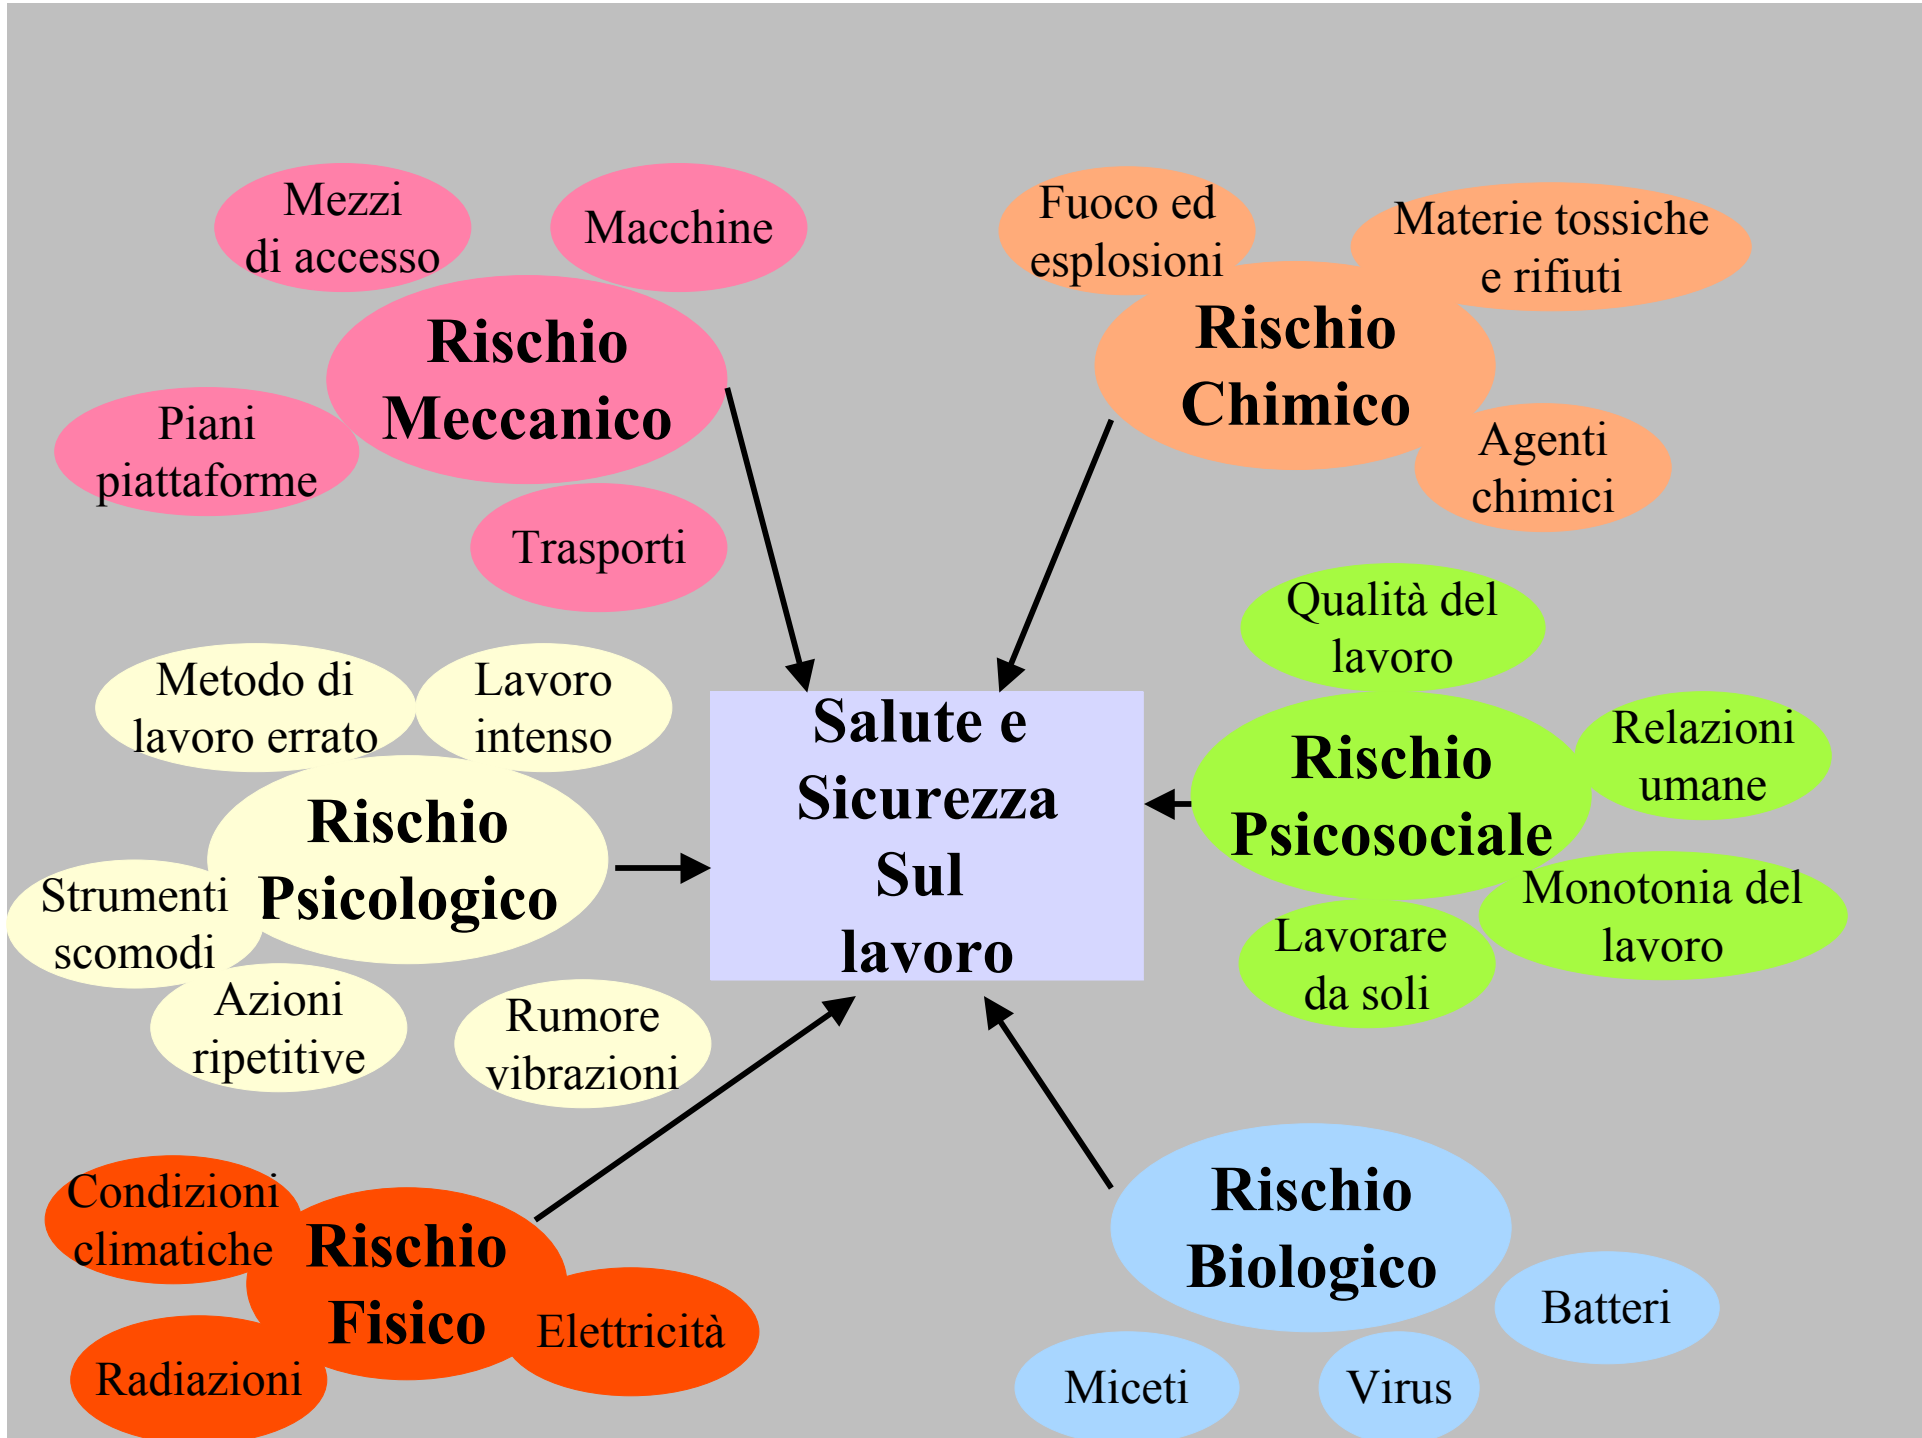 Mezzi
di accesso
Macchine
Rischio
Meccanico
Piani
piattaforme
Trasporti
Fuoco ed
esplosioni
Materie tossiche
e rifiuti
Rischio
Chimico
Agenti
chimici
Metodo di
lavoro errato
Lavoro
intenso
Rischio
Psicologico
Strumenti
scomodi
Azioni
ripetitive
Rumore
vibrazioni
Salute e
Sicurezza
Sul
lavoro
Qualità del
lavoro
Rischio
Psicosociale
Relazioni
umane
Monotonia del
lavoro
Lavorare
da soli
Condizioni
climatiche
Rischio
Fisico
Elettricità
Radiazioni
Rischio
Biologico
Batteri
Miceti
Virus